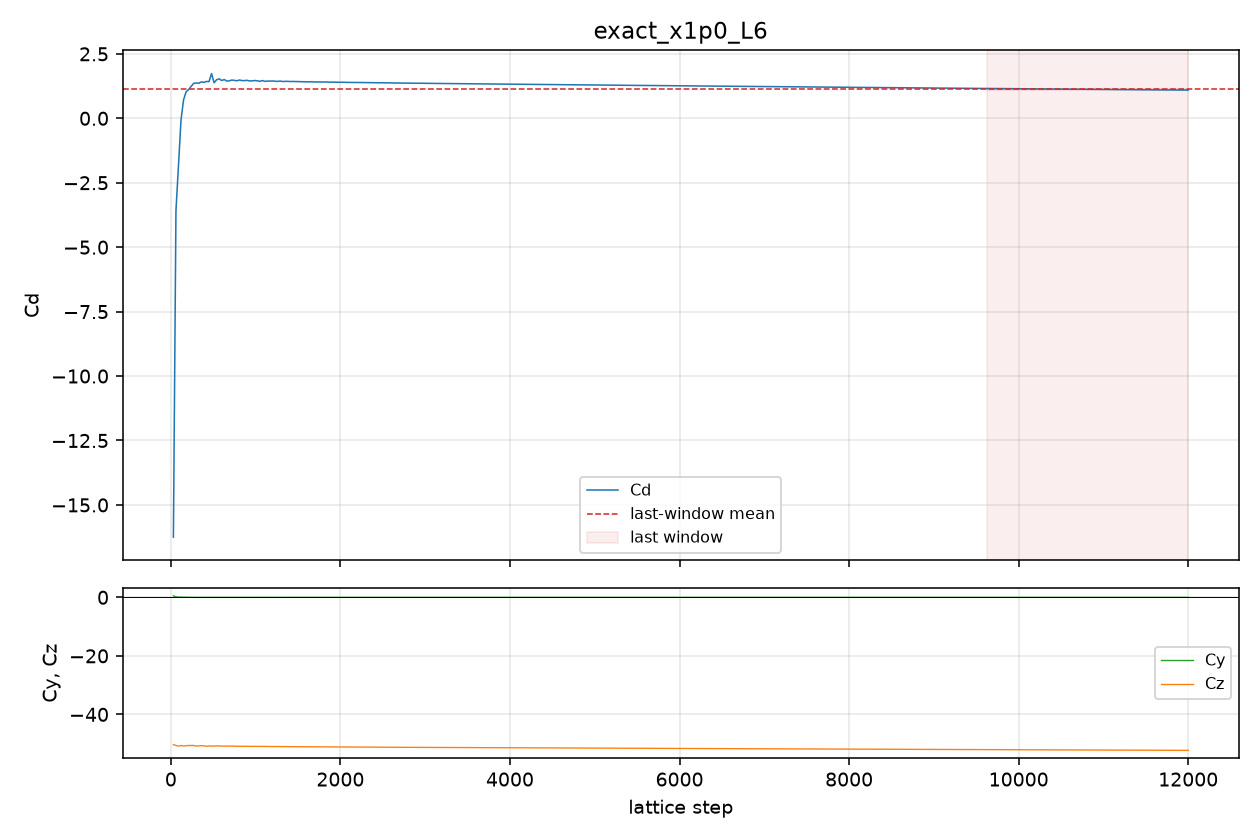 exact_x1p0_L6
2.5
0.0
−2.5
−5.0
−7.5
−10.0
−12.5
−15.0
Cd
Cd
last-window mean
last window
0
−20
−40
Cy, Cz
Cy
Cz
0
2000
4000
6000
8000
10000
12000
lattice step